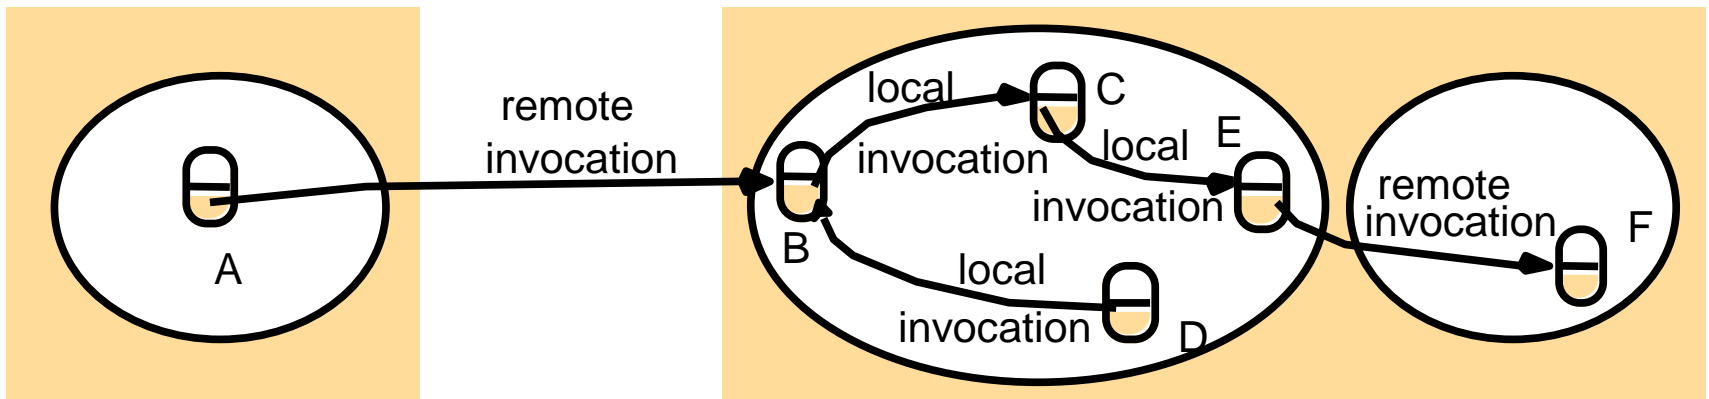 remote
invocation
A
local
invocation
C
local
invocation
E
B
local
invocation
D
remote
invocation
F